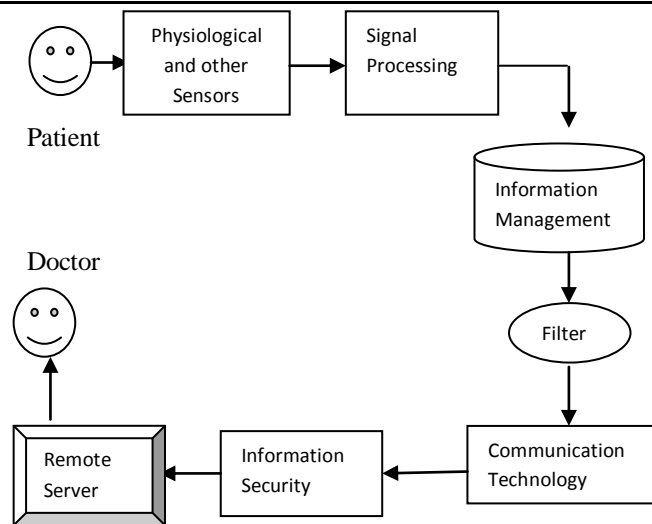 Physiological
and other
Sensors
Signal
Processing
Patient
Information
Management
Doctor
Filter
Communication
Technology
Information
Security
Remote
Server